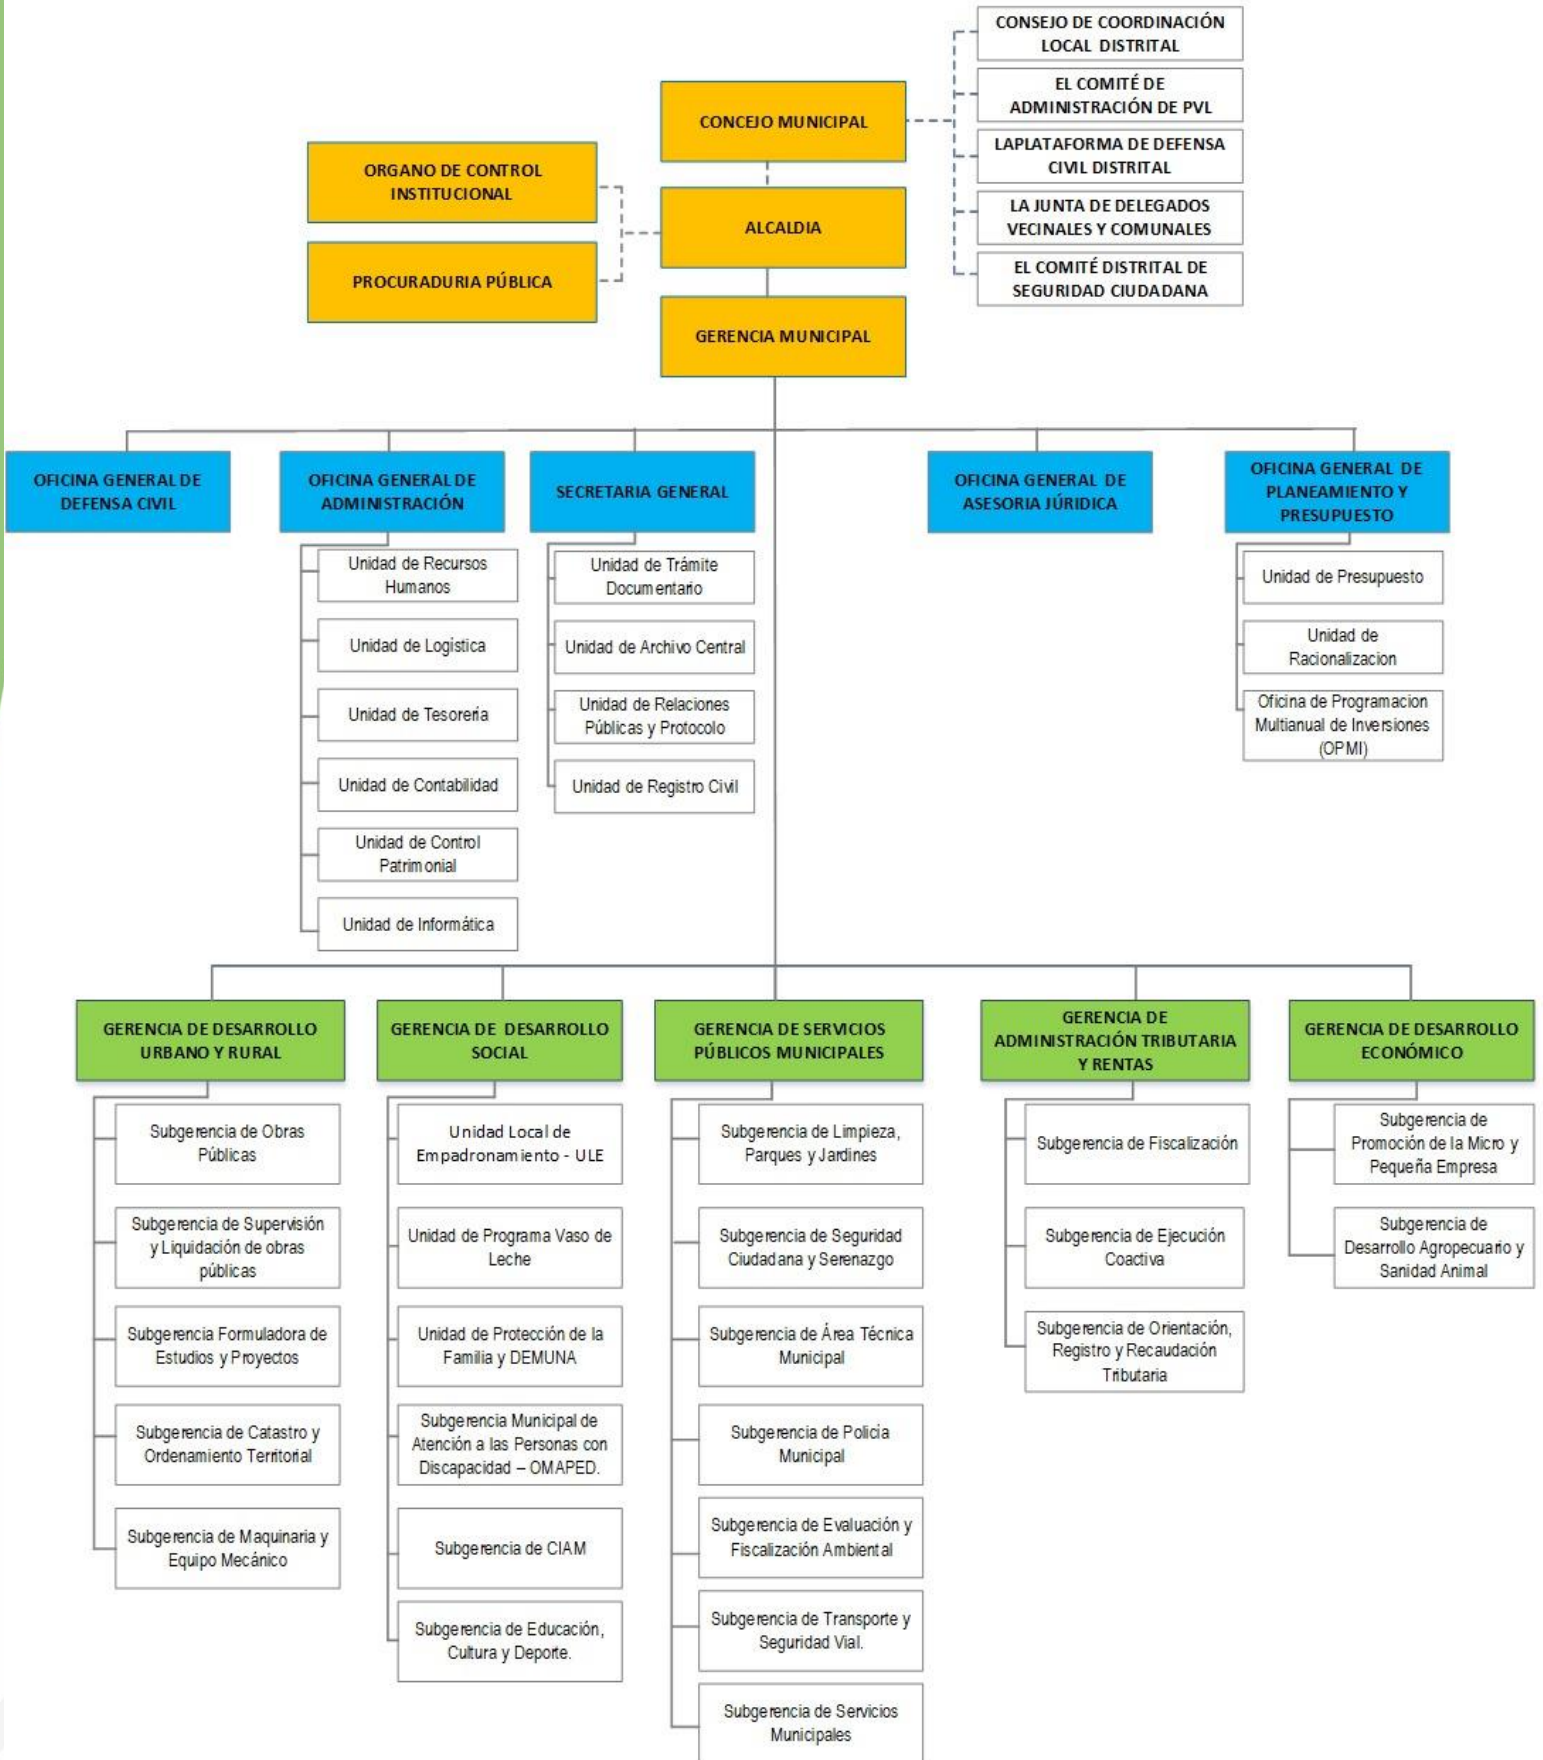 CONSEJO DE COORDINACIÓN
LOCAL DISTRITAL
EL COMITÉ DE
ADMINISTRACIÓN DE PVL
LAPLATAFORMA DE DEFENSA
CIVIL DISTRITAL
LA JUNTA DE DELEGADOS
VECINALES Y COMUNALES
EL COMITÉ DISTRITAL DE
SEGURIDAD CIUDADANA
CONCEJO MUNICIPAL
ORGANO DE CONTROL
INSTITUCIONAL
ALCALDIA
PROCURADURIA PÚBLICA
GERENCIA MUNICIPAL
OFICINA GENERAL DE
DEFENSA CIVIL
OFICINA GENERAL DE
ADMINISTRACIÓN
Unidad de Recursos
Humanos
Unidad de Logística
Unidad de Tesorería
Unidad de Contabilidad
Unidad de Control
Patrimonial
Unidad de Informática
SECRETARIA GENERAL
Unidad de Trámite
Documentario
Unidad de Archivo Central
Unidad de Relaciones
Públicas y Protocolo
Unidad de Registro Civil
OFICINA GENERAL DE
ASESORIA JÚRIDICA
OFICINA GENERAL DE
PLANEAMIENTO Y
PRESUPUESTO
Unidad de Presupuesto
Unidad de
Racionalizacion
Oficina de Programacion
Multianual de Inversiones
(OPMI)
GERENCIA DE DESARROLLO
URBANO Y RURAL
Subgerencia de Obras
Públicas
Subgerencia de Supervisión
y Liquidación de obras
públicas
Subgerencia Formuladora de
Estudios y Proyectos
Subgerencia de Catastro y
Ordenamiento Territorial
Subgerencia de Maquinaria y
Equipo Mecánico
GERENCIA DE DESARROLLO
SOCIAL
Unidad Local de
Empadronamiento - ULE
Unidad de Programa Vaso de
Leche
Unidad de Protección de la
Familia y DEMUNA
Subgerencia Municipal de
Atención a las Personas con
Discapacidad – OMAPED.
Subgerencia de CIAM
Subgerencia de Educación,
Cultura y Deporte.
GERENCIA DE SERVICIOS
PÚBLICOS MUNICIPALES
Subgerencia de Limpieza,
Parques y Jardines
Subgerencia de Seguridad
Ciudadana y Serenazgo
Subgerencia de Área Técnica
Municipal
Subgerencia de Policía
Municipal
Subgerencia de Evaluación y
Fiscalización Ambiental
Subgerencia de Transporte y
Seguridad Vial.
Subgerencia de Servicios
Municipales
GERENCIA DE
ADMINISTRACIÓN TRIBUTARIA
Y RENTAS
Subgerencia de Fiscalización
Subgerencia de Ejecución
Coactiva
Subgerencia de Orientación,
Registro y Recaudación
Tributaria
GERENCIA DE DESARROLLO
ECONÓMICO
Subgerencia de
Promoción de la Micro y
Pequeña Empresa
Subgerencia de
Desarrollo Agropecuario y
Sanidad Animal